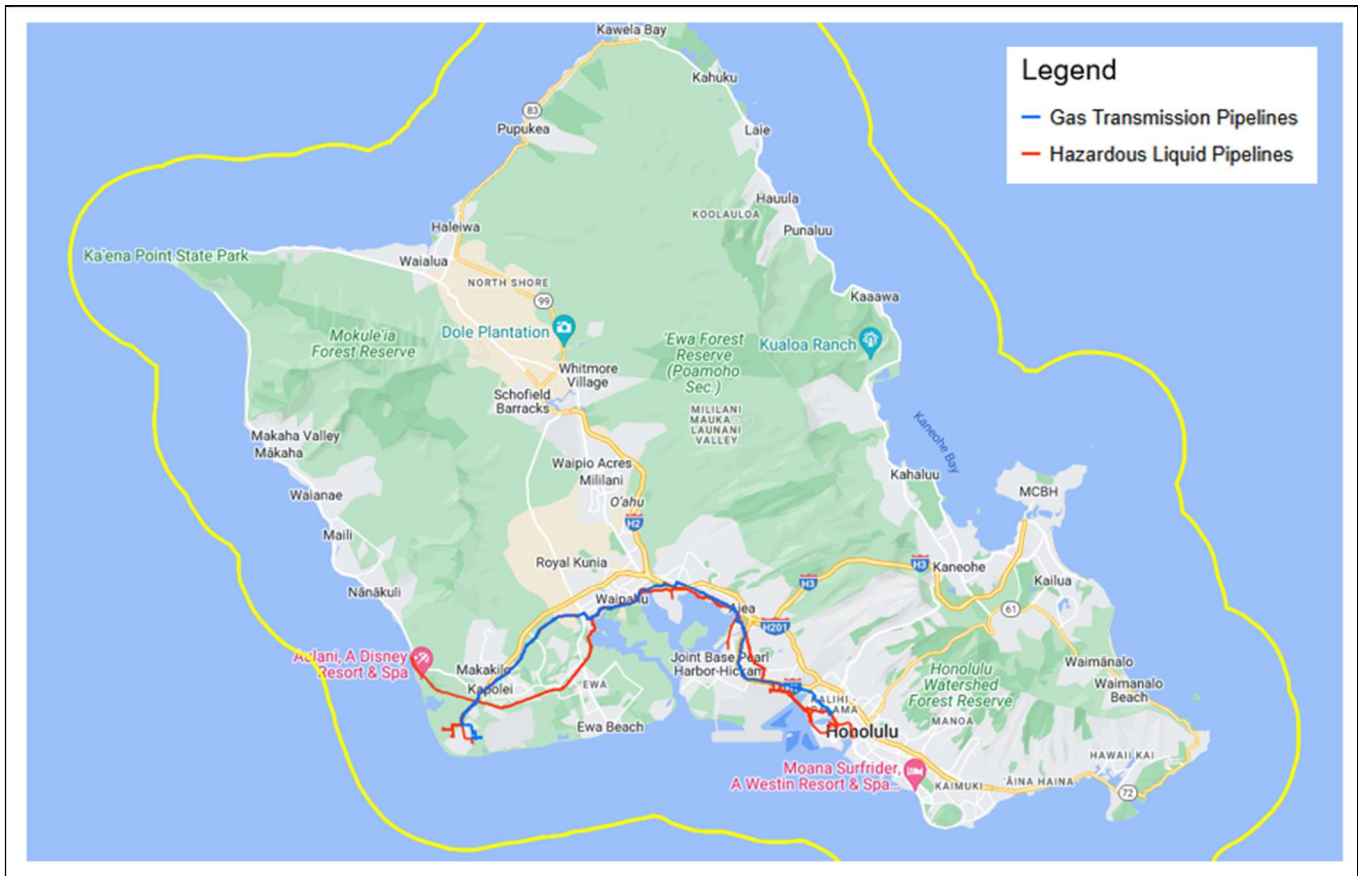 Kawela Bay
Kahuku
Legend
Gas Transmission Pipelines
Hazardous Liquid Pipelines
83
Pupukea
Laie
Hauula
KOOLAULOA
Punaluu
Haleiwa
Ka'ena Point State Park
Waialua
NORTH SHORE
99
Kaaawa
Dole Plantation
Mokule'ia
Forest Reserve
'Ewa Forest
Reserve
(Poamoho
Sec.)
Kualoa Ranch
Whitmore
Village
Schofield
Barracks
MILILANI
MAUKA -
LAUNANI
VALLEY
Makaha Valley
Mākaha
Kaneohe Bay
Waipio Acres
Mililani
Kahaluu
Waianae
O'ahu
MCBH
H2
Maili
Royal Kunia
H3
Kaneohe
H3
Kailua
Nānākuli
Waipahu
Aiea
61
H201
Aulani, A Disney
Resort & Spa
Makakilo
Kapolei
Joint Base Pearl
Harbor-Hickam
Waimānalo
EWA
Honolulu
Watershed
Forest Reserve
Waimanalo
Beach
KALIHI -
PALAMA
Ewa Beach
MANOA
Honolulu
HAWAII KAI
Moana Surfrider,
A Westin Resort & Spa...
KAIMUKI
'ĀINA HAINA
72